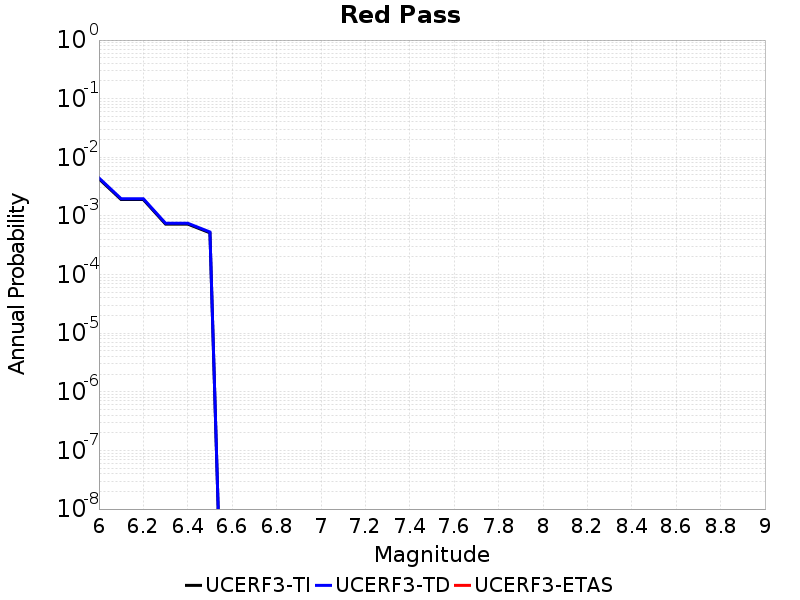 Red Pass
10^0
10^-1
10^-2
10^-3
10^-4
10^-5
10^-6
10^-7
10^-8
Annual Probability
6 6.2 6.4 6.6 6.8 7 7.2 7.4 7.6 7.8 8 8.2 8.4 8.6 8.8 9
Magnitude
UCERF3-TI UCERF3-TD UCERF3-ETAS